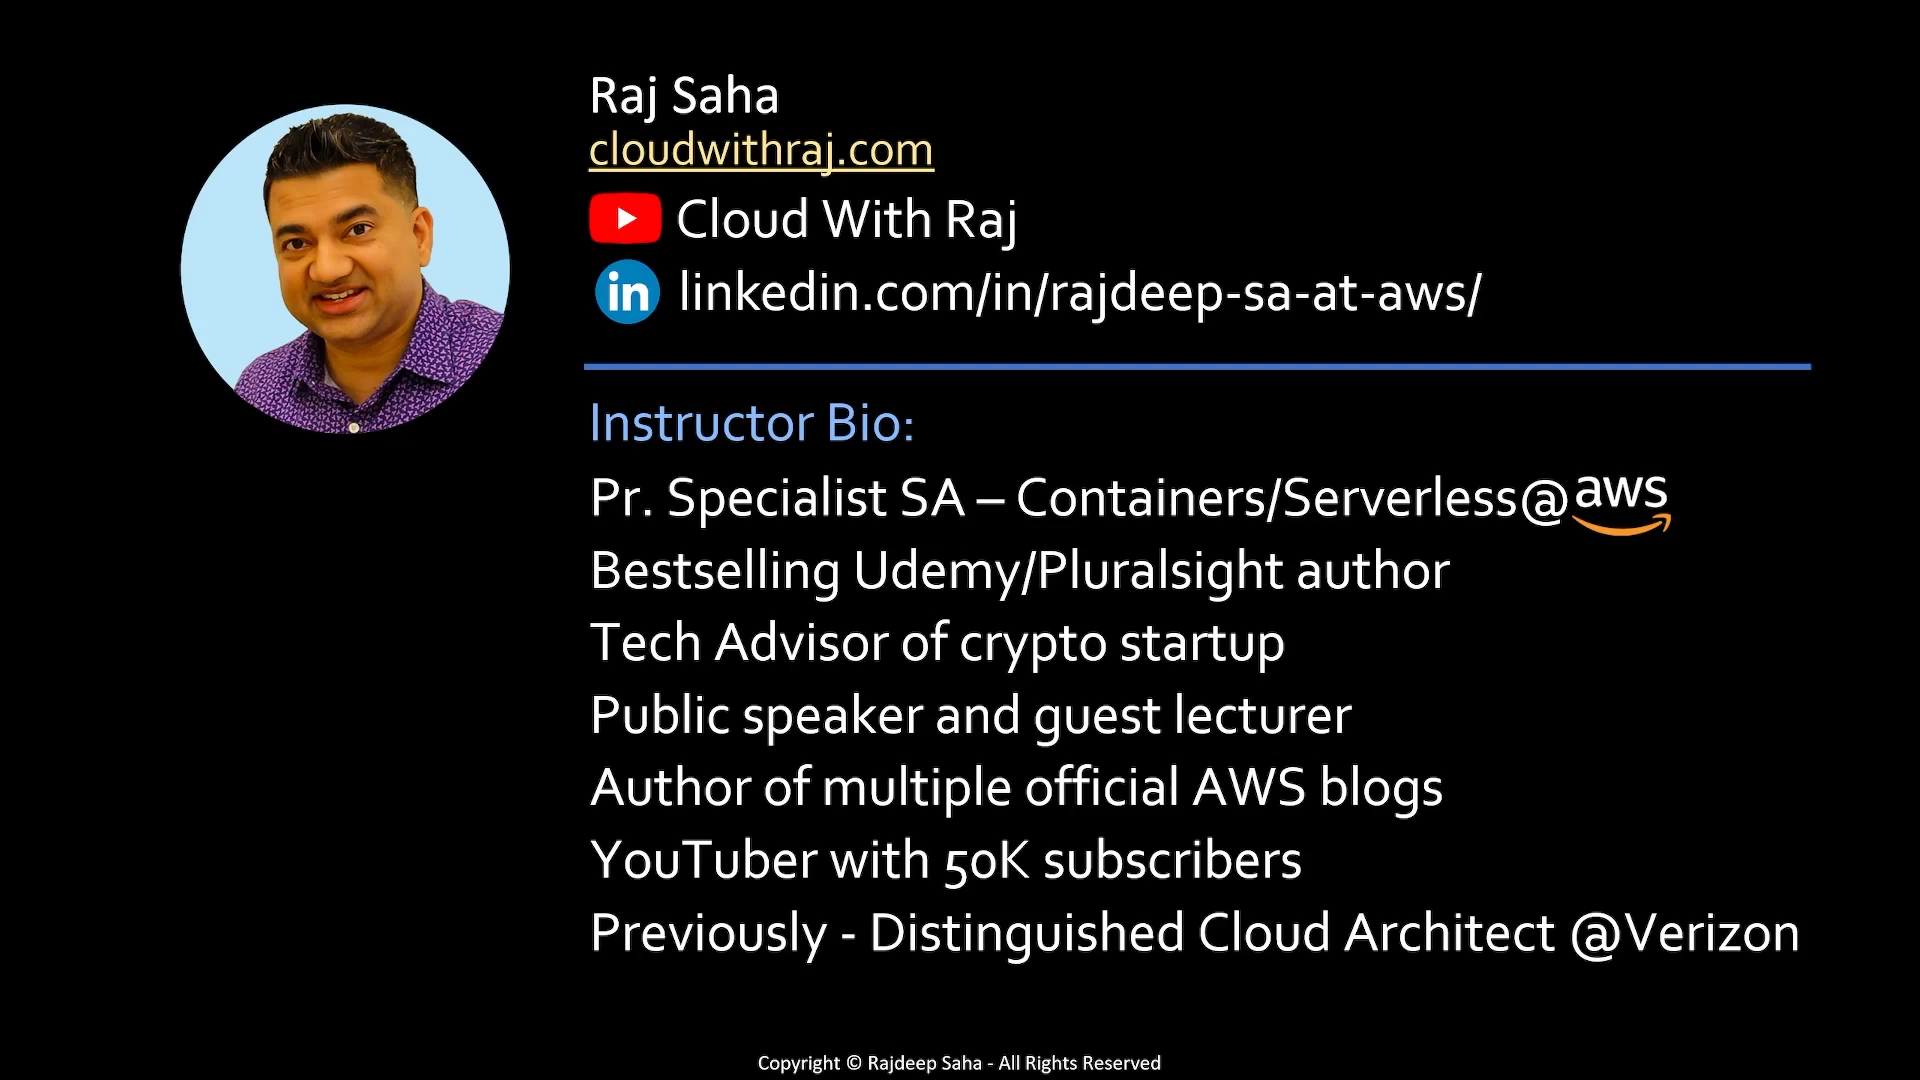 Raj Saha
cloudwithraj.com
Cloud With Raj
in linkedin.com/in/rajdeep-sa-at-aws/
Instructor Bio:
Pr. Specialist SA – Containers/Serverless@aws
Bestselling Udemy/Pluralsight author
Tech Advisor of crypto startup
Public speaker and guest lecturer
Author of multiple official AWS blogs
YouTuber with 50K subscribers
Previously - Distinguished Cloud Architect @Verizon
Copyright © Rajdeep Saha - All Rights Reserved